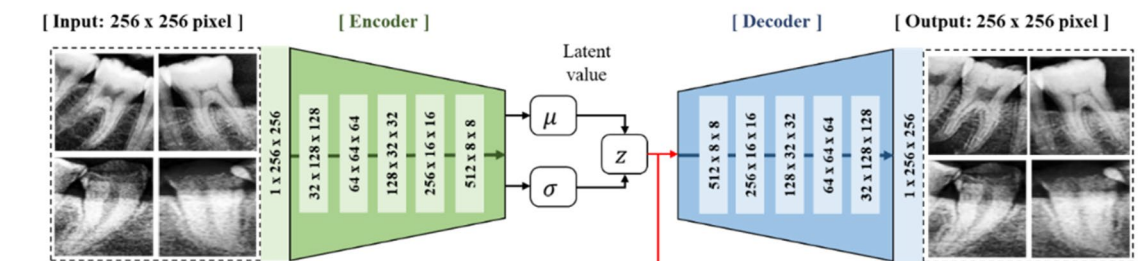 [ Input: 256 x 256 pixel ]
[ Encoder ]
[ Decoder ]
[ Output: 256 x 256 pixel ]
Latent
value
1 x 256 x 256
32 x 128 x 128
64 x 64 x 64
128 x 32 x 32
256 x 16 x 16
512 x 8 x 8
μ
σ
z
512 x 8 x 8
256 x 16 x 16
128 x 32 x 32
64 x 64 x 64
32 x 128 x 128
1 x 256 x 256